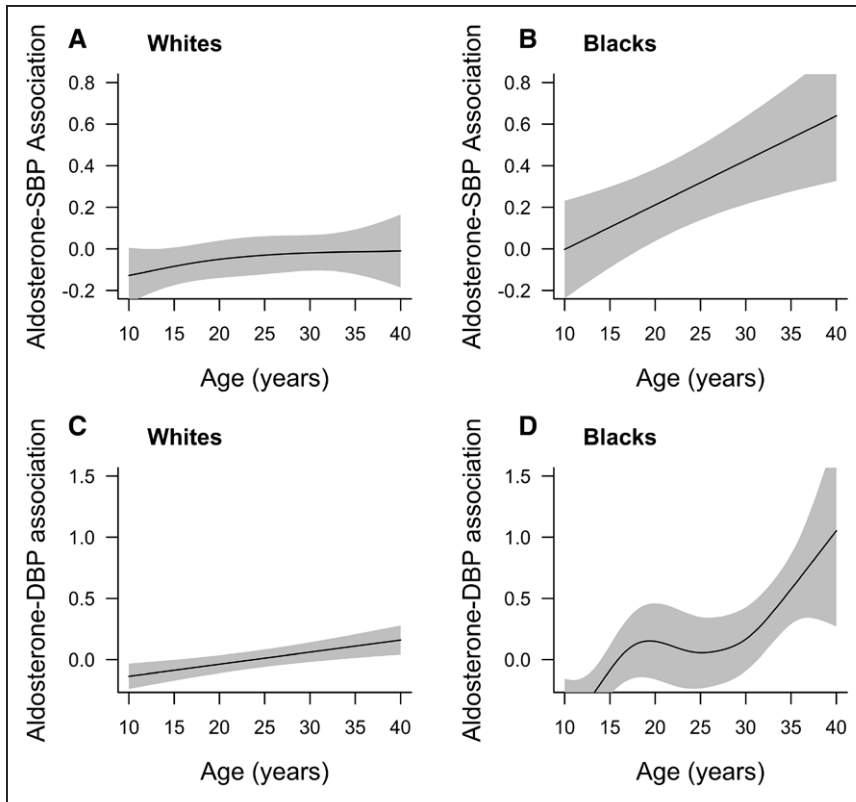 A Whites
Aldosterone-SBP Association
0.8
0.6
0.4
0.2
0.0
-0.2
10 15 20 25 30 35 40
Age (years)
B Blacks
Aldosterone-SBP Association
0.8
0.6
0.4
0.2
0.0
-0.2
10 15 20 25 30 35 40
Age (years)
C Whites
Aldosterone-DBP association
1.5
1.0
0.5
0.0
10 15 20 25 30 35 40
Age (years)
D Blacks
Aldosterone-DBP association
1.5
1.0
0.5
0.0
10 15 20 25 30 35 40
Age (years)